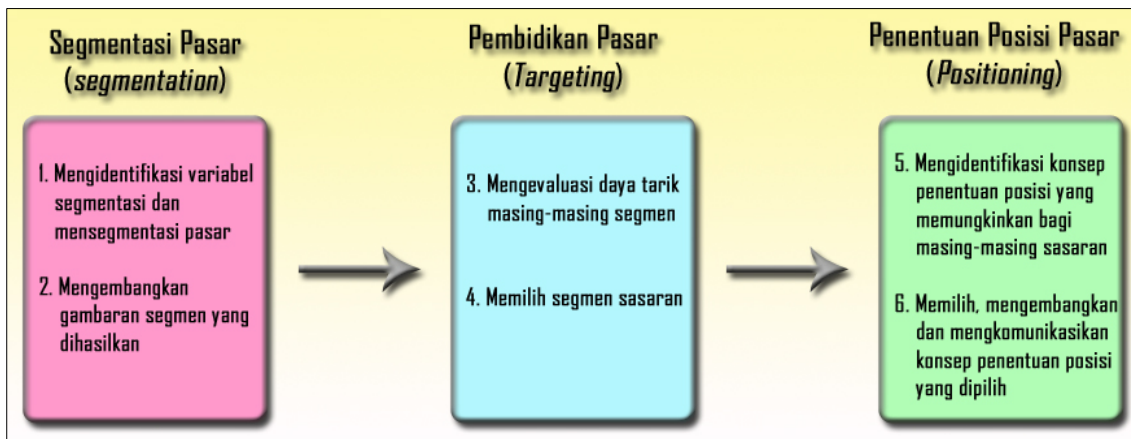 Segmentasi Pasar
(segmentation)
1. Mengidentifikasi variabel
segmentasi dan
mensegmentasi pasar
2. Mengembangkan
gambaran segmen yang
dihasilkan
Pembidikan Pasar
(Targeting)
3. Mengevaluasi daya tarik
masing-masing segmen
4. Memilih segmen sasaran
Penentuan Posisi Pasar
(Positioning)
5. Mengidentifikasi konsep
penentuan posisi yang
memungkinkan bagi
masing-masing sasaran
6. Memilih, mengembangkan
dan mengkomunikasikan
konsep penentuan posisi
yang dipilih